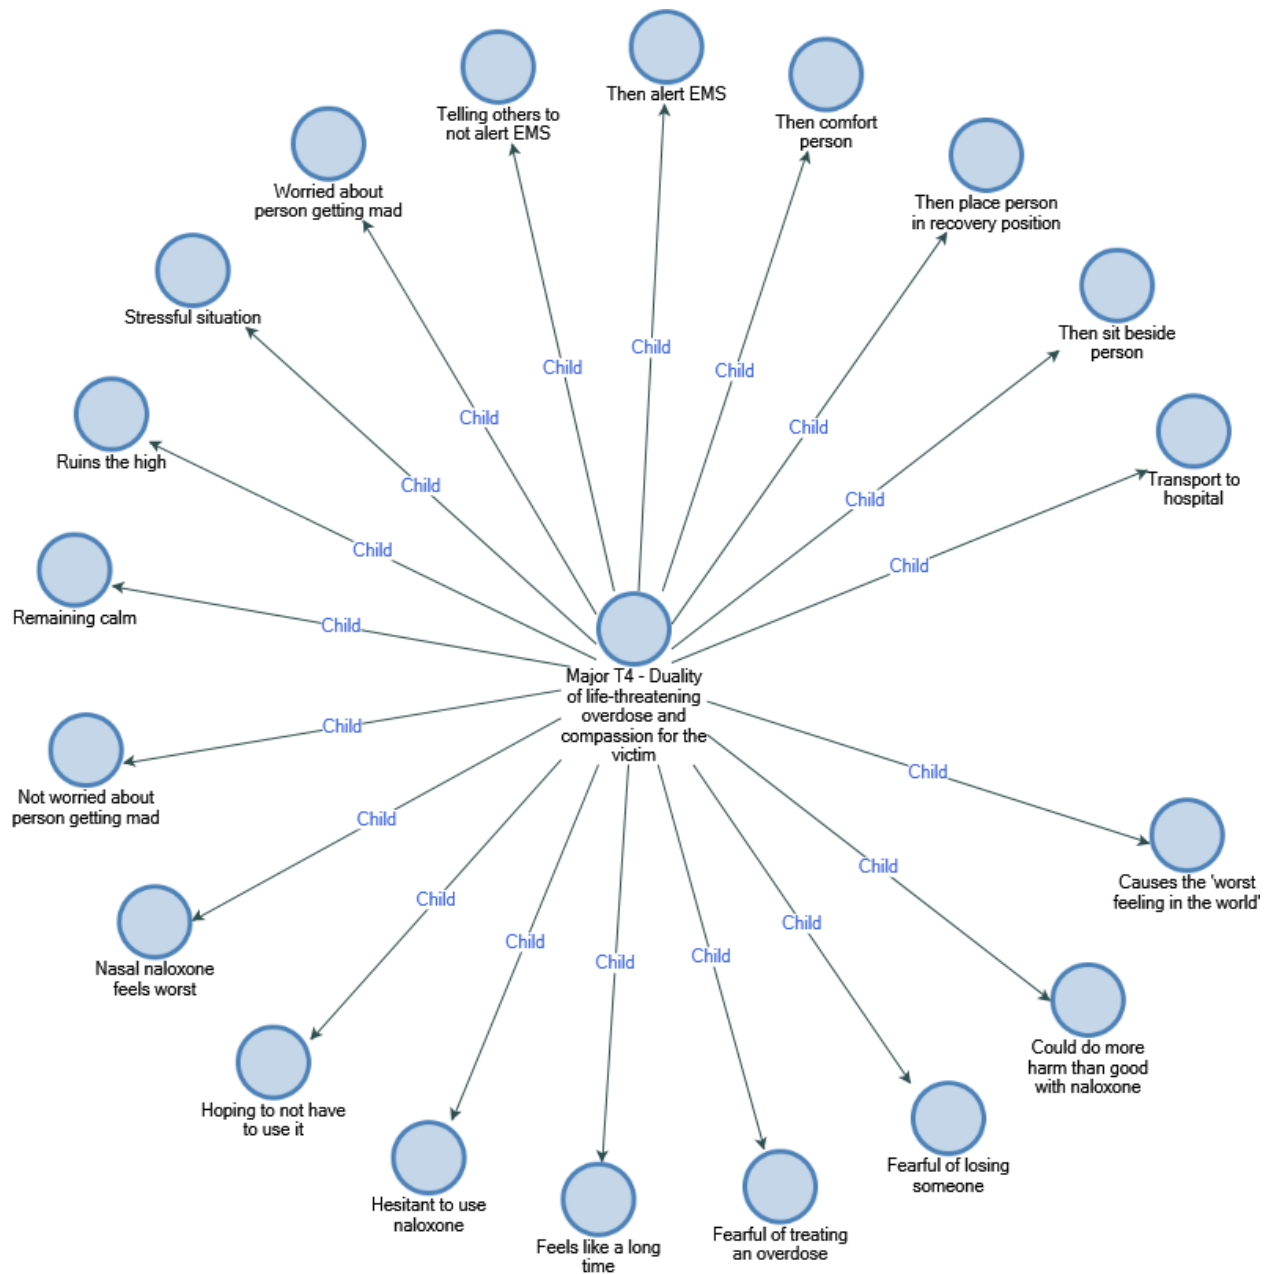 Then alert EMS
Telling others to
not alert EMS
Then comfort
person
Worried about
person getting mad
Then place person
in recovery position
Stressful situation
Then sit beside
person
Child
Child
Child
Child
Child
Ruins the high
Transport to
hospital
Child
Child
Child
Child
Remaining calm
Child
Major T4 - Duality
of life-threatening
overdose and
compassion for the
victim
Child
Child
Not worried about
person getting mad
Child
Child
Causes the 'worst
feeling in the world'
Child
Child
Child
Child
Child
Nasal naloxone
feels worst
Could do more
harm than good
with naloxone
Hoping to not have
to use it
Fearful of losing
someone
Hesitant to use
naloxone
Fearful of treating
an overdose
Feels like a long
time